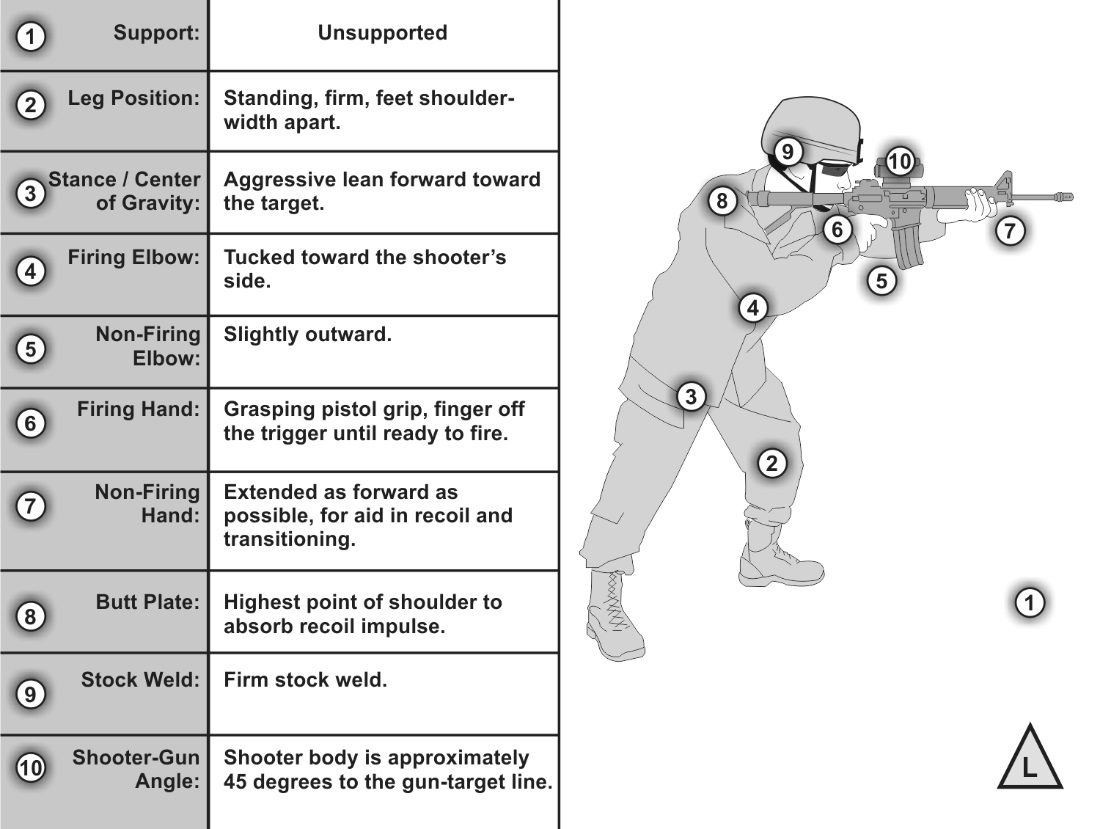 1
Support:
Unsupported
2
Leg Position:
Standing, firm, feet shoulder-
width apart.
3
Stance / Center
of Gravity:
Aggressive lean forward toward
the target.
4
Firing Elbow:
Tucked toward the shooter's
side.
5
Non-Firing
Elbow:
Slightly outward.
6
Firing Hand:
Grasping pistol grip, finger off
the trigger until ready to fire.
7
Non-Firing
Hand:
Extended as forward as
possible, for aid in recoil and
transitioning.
8
Butt Plate:
Highest point of shoulder to
absorb recoil impulse.
9
Stock Weld:
Firm stock weld.
10
Shooter-Gun
Angle:
Shooter body is approximately
45 degrees to the gun-target line.
9
10
8
6
7
5
4
3
2
1
L